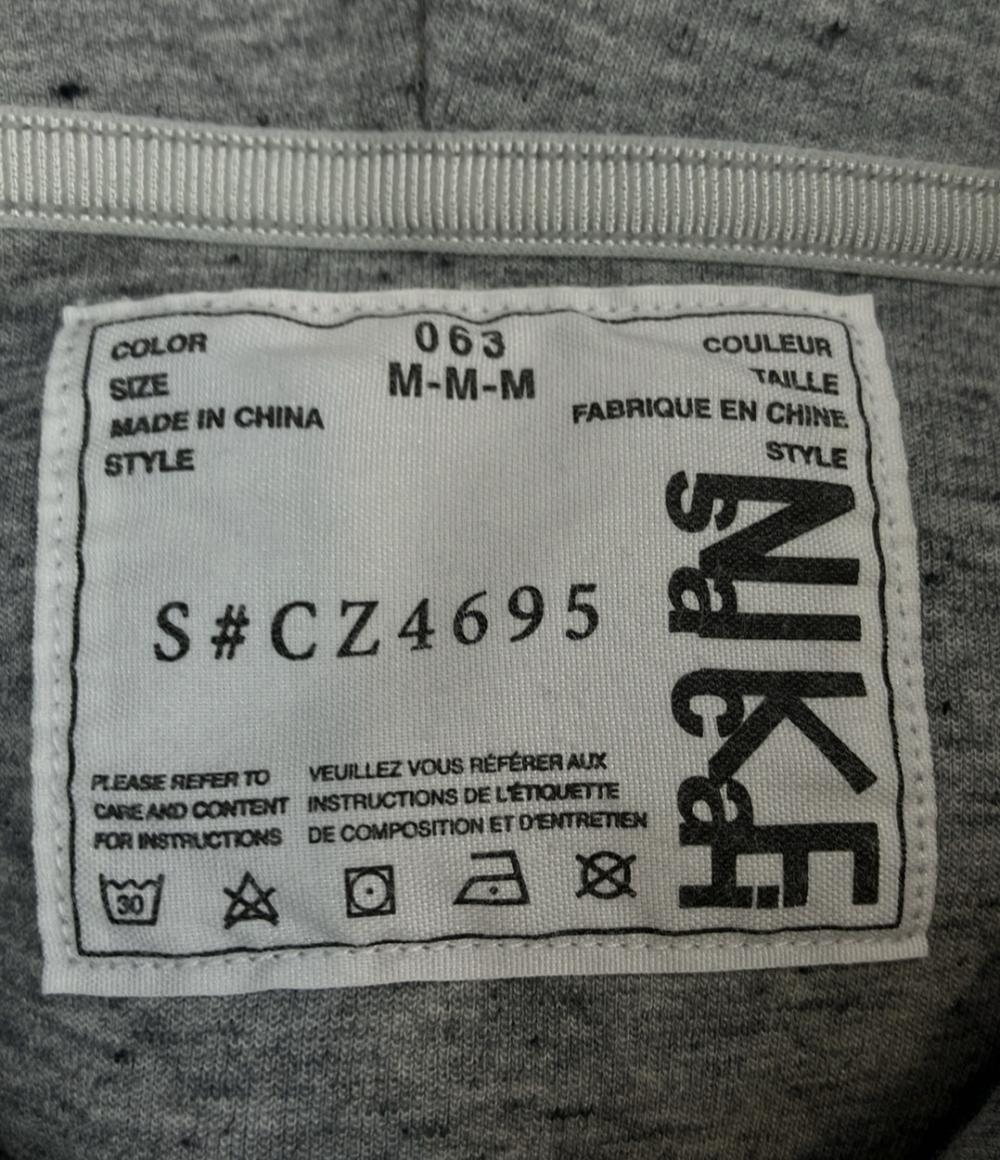 COLOR 063 COULEUR
SIZE M-M-M TAILLE
MADE IN CHINA FABRIQUE EN CHINE
STYLE STYLE
S#CZ4695
NIKE
sacai
PLEASE REFER TO
CARE AND CONTENT
FOR INSTRUCTIONS
VEUILLEZ VOUS RÉFÉRER AUX
INSTRUCTIONS DE L'ÉTIQUETTE
DE COMPOSITION ET D'ENTRETIEN
30